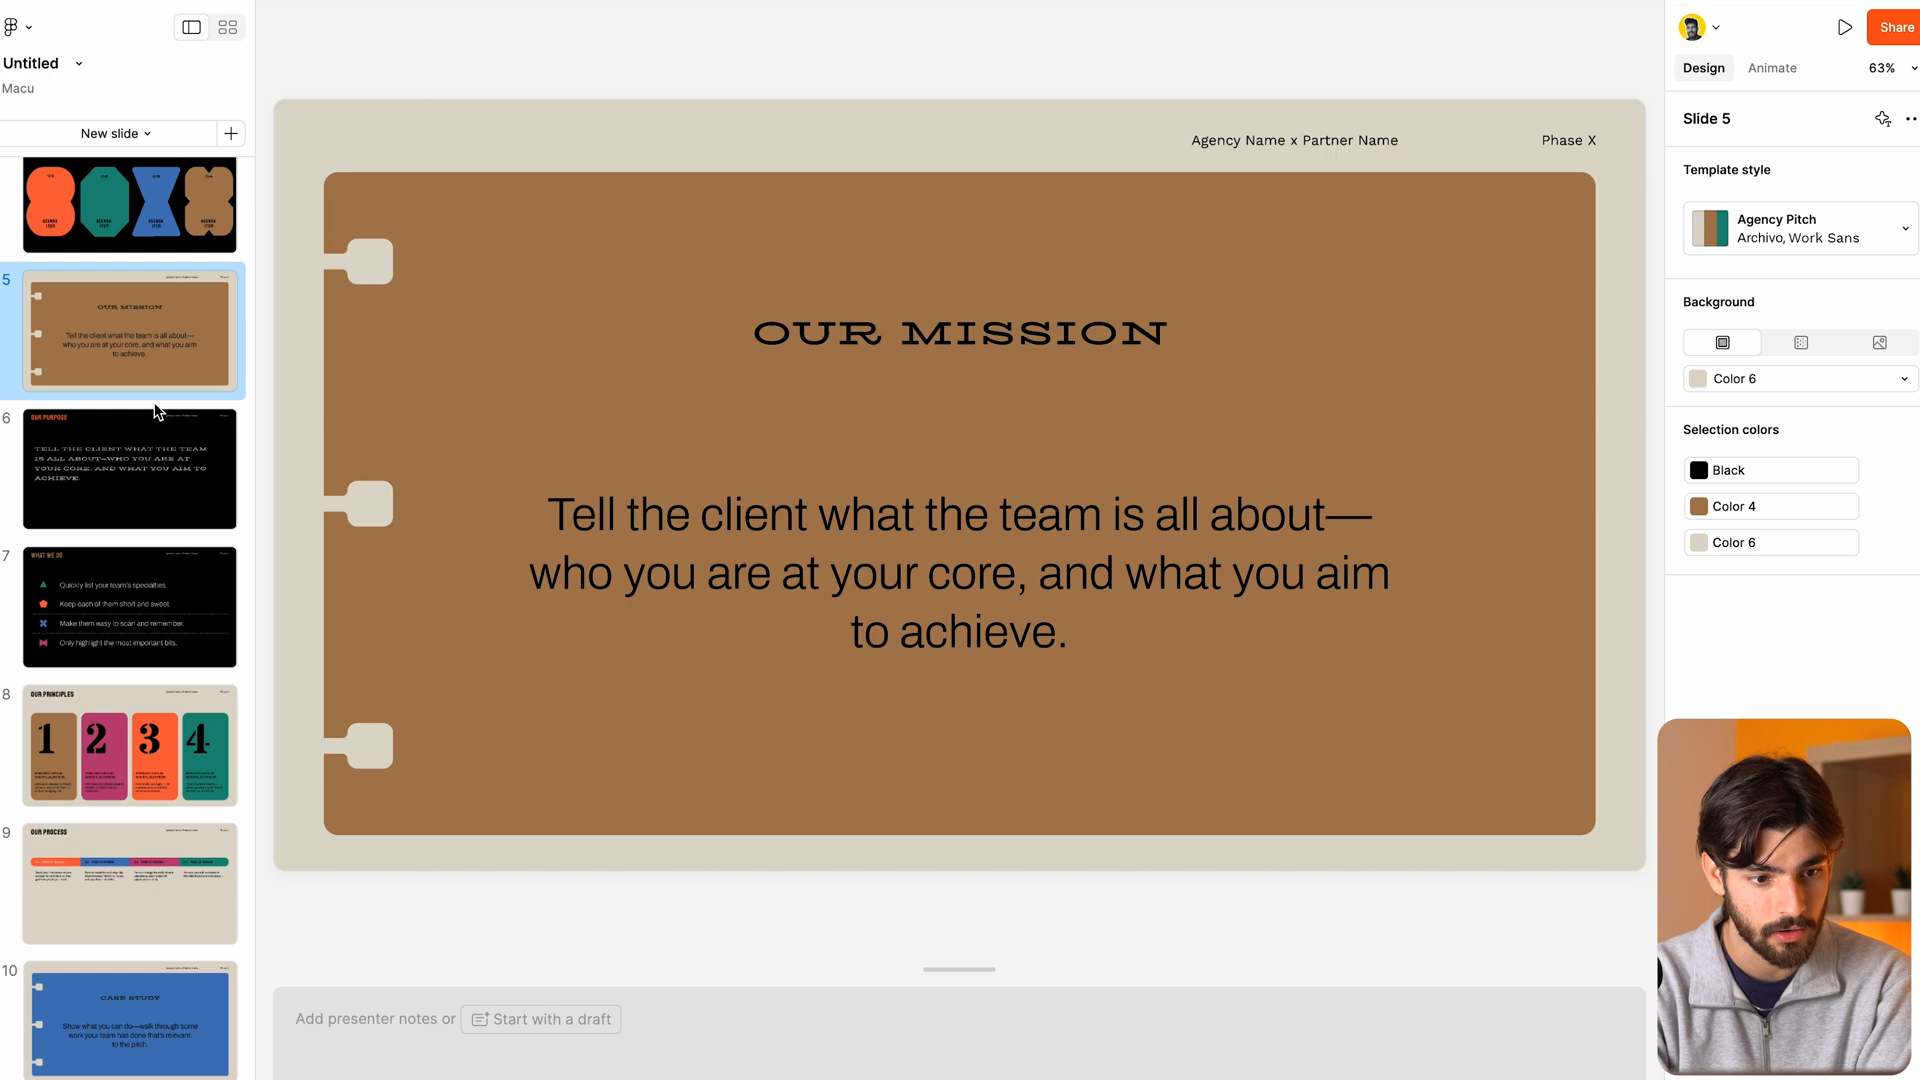 Untitled
Macu
New slide
AGENDA ITEM
AGENDA ITEM
AGENDA ITEM
AGENDA ITEM
5
OUR MISSION
Tell the client what the team is all about—
who you are at your core, and what you aim
to achieve.
6
OUR PURPOSE
TELL THE CLIENT WHAT THE TEAM
IS ALL ABOUT—WHO YOU ARE AT
YOUR CORE, AND WHAT YOU AIM TO
ACHIEVE.
7
WHAT WE DO
Quickly list your team's specialties.
Keep each of them short and sweet.
Make them easy to scan and remember.
Only highlight the most important bits.
8
OUR PRINCIPLES
1 2 3 4
9
OUR PROCESS
10
CASE STUDY
Show what you can do—walk through some
work your team has done that's relevant
to the pitch.
Agency Name x Partner Name
Phase X
OUR MISSION
Tell the client what the team is all about—
who you are at your core, and what you aim
to achieve.
Add presenter notes or Start with a draft
Share
Design Animate 63%
Slide 5
Template style
Agency Pitch
Archivo, Work Sans
Background
Color 6
Selection colors
Black
Color 4
Color 6